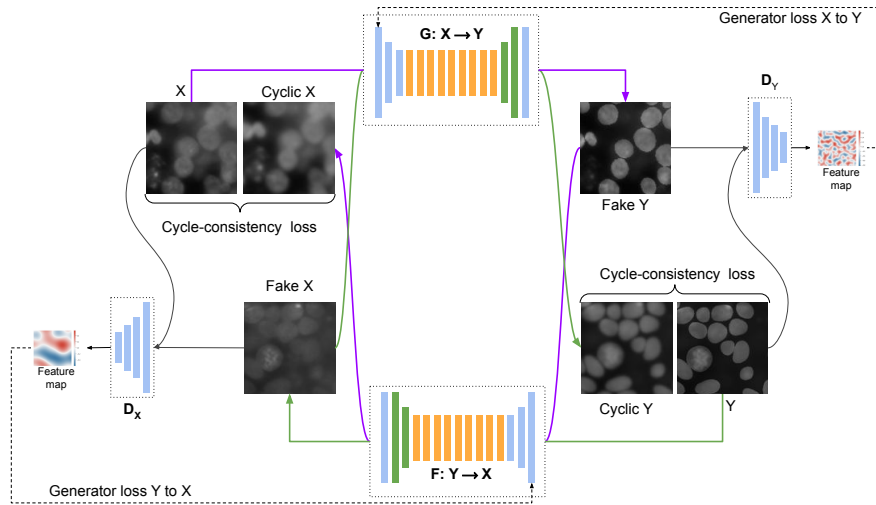 Generator loss X to Y
G: X → Y
X
Cyclic X
D_Y
Feature
map
Cycle-consistency loss
Fake Y
Fake X
Cycle-consistency loss
Feature
map
D_X
Cyclic Y
Y
F: Y → X
Generator loss Y to X